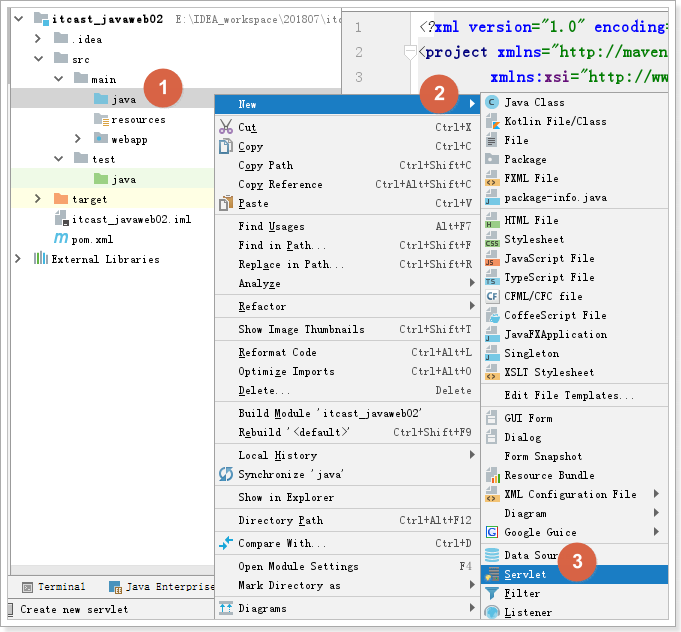 itcast_javaweb02 E:\IDEA_workspace\201807\itc
.idea
src
main
java
resources
webapp
test
java
target
itcast_javaweb02.iml
pom.xml
External Libraries
1
1 <?xml version="1.0" encoding=
2 <project xmlns="http://maven
3 xmlns:xsi="http://ww
New
2
Cut Ctrl+X
Copy Ctrl+C
Copy Path Ctrl+Shift+C
Copy Reference Ctrl+Alt+Shift+C
Paste Ctrl+V
Find Usages Alt+F7
Find in Path... Ctrl+Shift+F
Replace in Path... Ctrl+Shift+R
Analyze
Refactor
Show Image Thumbnails Ctrl+Shift+T
Reformat Code Ctrl+Alt+L
Optimize Imports Ctrl+Alt+O
Delete... Delete
Build Module 'itcast_javaweb02'
Rebuild '<default>' Ctrl+Shift+F9
Local History
Synchronize 'java'
Show in Explorer
Directory Path Ctrl+Alt+F12
Compare With... Ctrl+D
Open Module Settings F4
Mark Directory as
Diagrams
Java Class
Kotlin File/Class
File
Package
FXML File
package-info.java
HTML File
Stylesheet
JavaScript File
TypeScript File
CFML/CFC file
CoffeeScript File
JavaFXApplication
Singleton
XSLT Stylesheet
Edit File Templates...
GUI Form
Dialog
Form Snapshot
Resource Bundle
XML Configuration File
Diagram
Google Guice
Data Sour
Servlet
3
Filter
Listener
Terminal Java Enterprise
Create new servlet